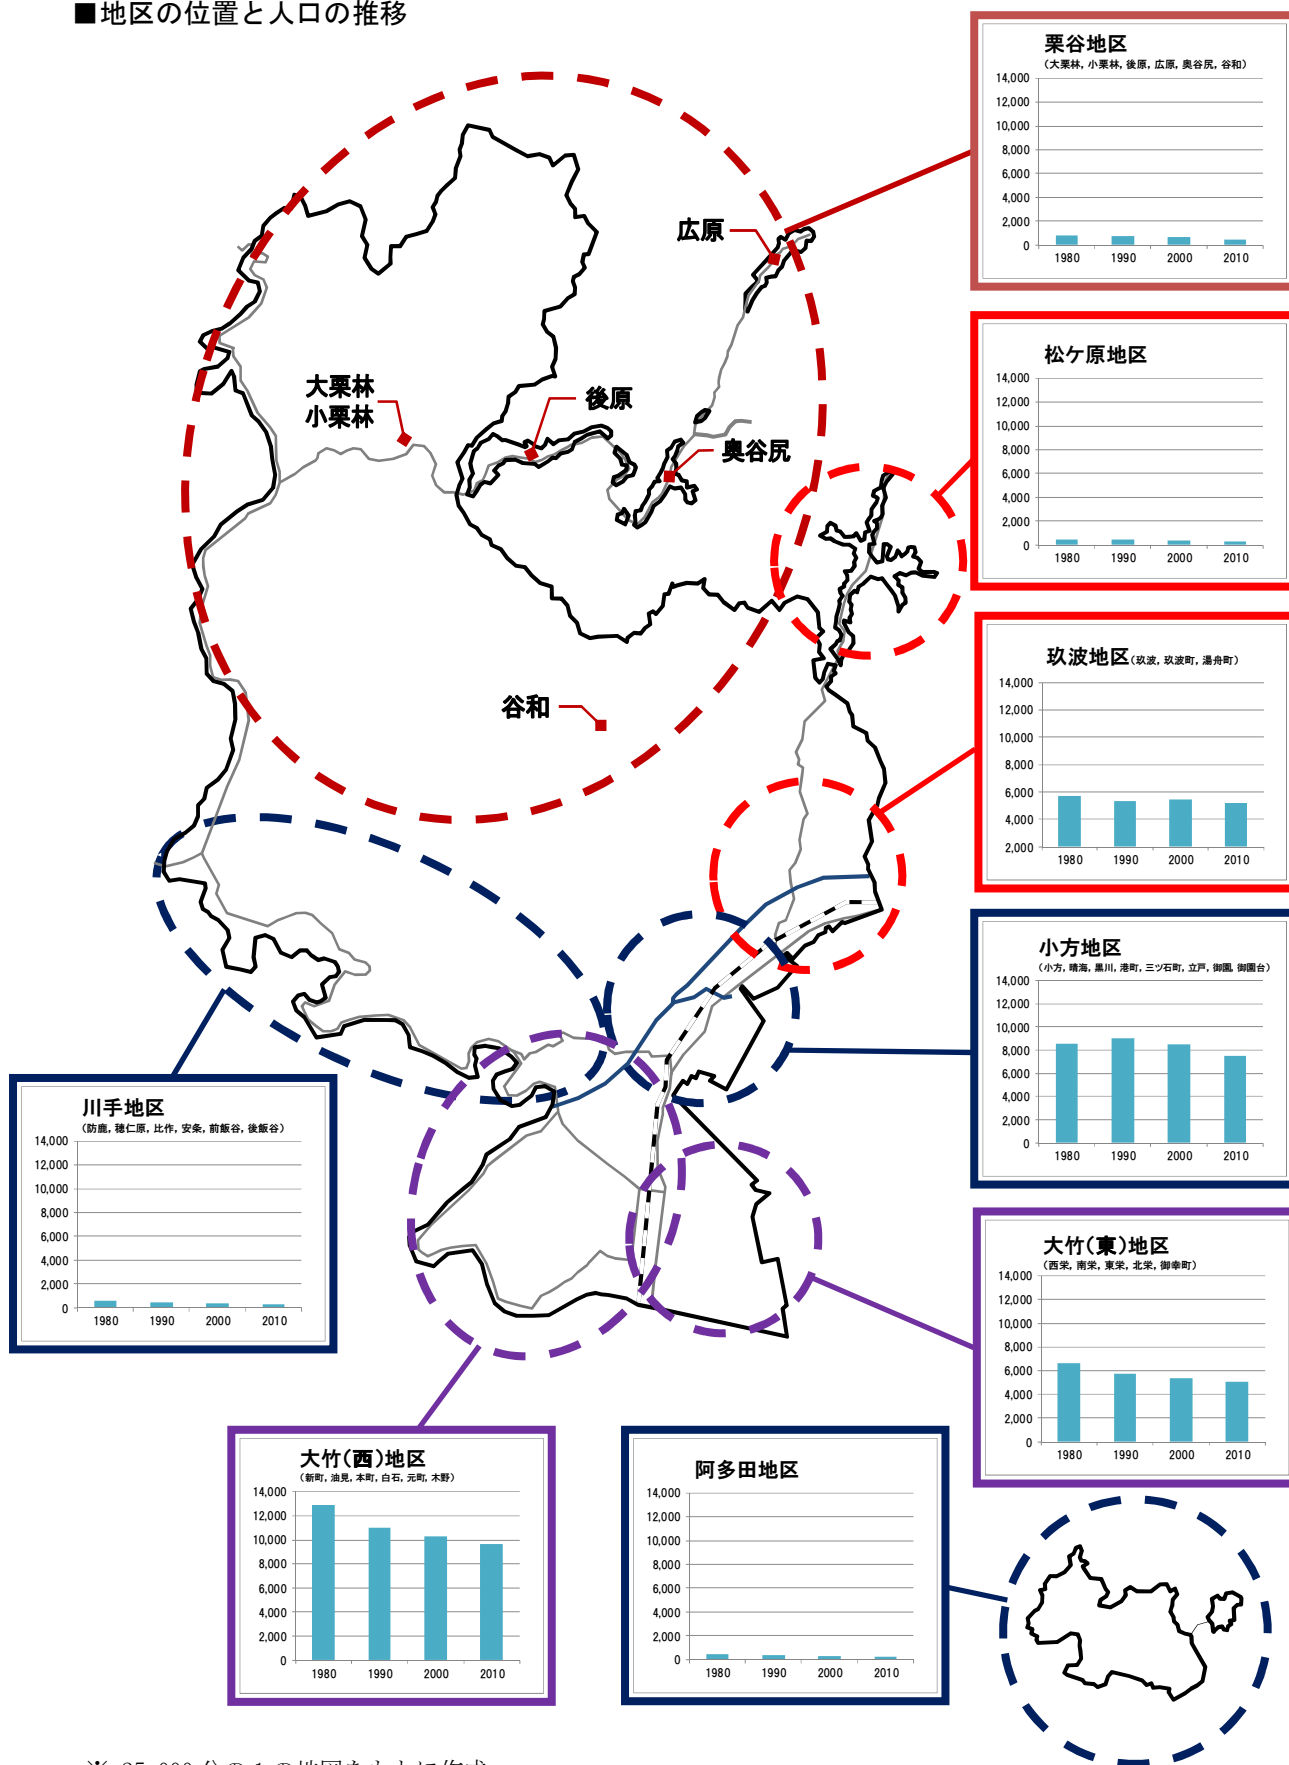 ■地区の位置と人口の推移
栗谷地区
（大栗林, 小栗林, 後原, 広原, 奥谷尻, 谷和）
14,000
12,000
10,000
8,000
6,000
4,000
2,000
0
1980 1990 2000 2010
広原
大栗林
小栗林
後原
奥谷尻
谷和
松ケ原地区
14,000
12,000
10,000
8,000
6,000
4,000
2,000
0
1980 1990 2000 2010
玖波地区（玖波, 玖波町, 湯舟町）
14,000
12,000
10,000
8,000
6,000
4,000
2,000
1980 1990 2000 2010
小方地区
（小方, 晴海, 黒川, 港町, 三ツ石町, 立戸, 御園, 御園台）
14,000
12,000
10,000
8,000
6,000
4,000
2,000
0
1980 1990 2000 2010
川手地区
（防鹿, 穂仁原, 比作, 安条, 前飯谷, 後飯谷）
14,000
12,000
10,000
8,000
6,000
4,000
2,000
0
1980 1990 2000 2010
大竹（東）地区
（西栄, 南栄, 東栄, 北栄, 御幸町）
14,000
12,000
10,000
8,000
6,000
4,000
2,000
0
1980 1990 2000 2010
大竹（西）地区
（新町, 油見, 本町, 白石, 元町, 木野）
14,000
12,000
10,000
8,000
6,000
4,000
2,000
0
1980 1990 2000 2010
阿多田地区
14,000
12,000
10,000
8,000
6,000
4,000
2,000
0
1980 1990 2000 2010
※ 25,000 分の 1 の地図をもとに作成